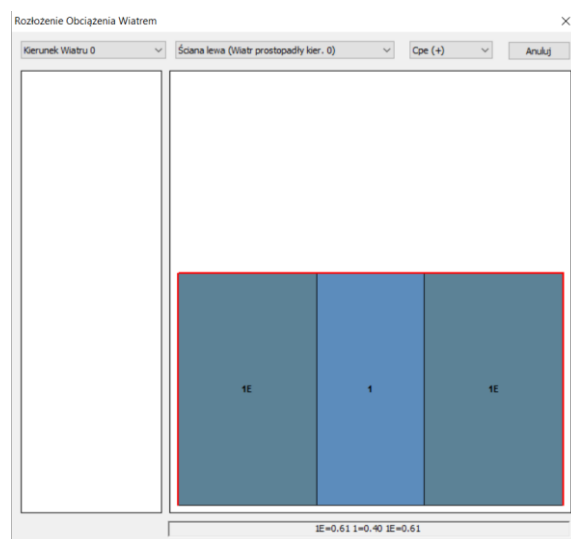 Rozłożenie Obciążenia Wiatrem
Kierunek Wiatru 0 Ściana lewa (Wiatr prostopadły kier. 0) Cpe (+) Anuluj
1E 1 1E
1E=0.61 1=0.40 1E=0.61